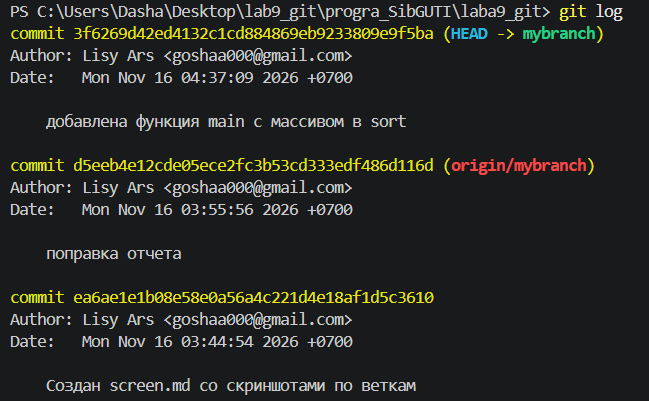 PS C:\Users\Dasha\Desktop\lab9_git\progra_SibGUTI\laba9_git> git log
commit 3f6269d42ed4132c1cd884869eb9233809e9f5ba (HEAD -> mybranch)
Author: Lisy Ars <goshaa000@gmail.com>
Date:   Mon Nov 16 04:37:09 2026 +0700
добавлена функция main с массивом в sort
commit d5eeb4e12cde05ece2fc3b53cd333edf486d116d (origin/mybranch)
Author: Lisy Ars <goshaa000@gmail.com>
Date:   Mon Nov 16 03:55:56 2026 +0700
поправка отчета
commit ea6ae1e1b08e58e0a56a4c221d4e18af1d5c3610
Author: Lisy Ars <goshaa000@gmail.com>
Date:   Mon Nov 16 03:44:54 2026 +0700
Создан screen.md со скриншотами по веткам